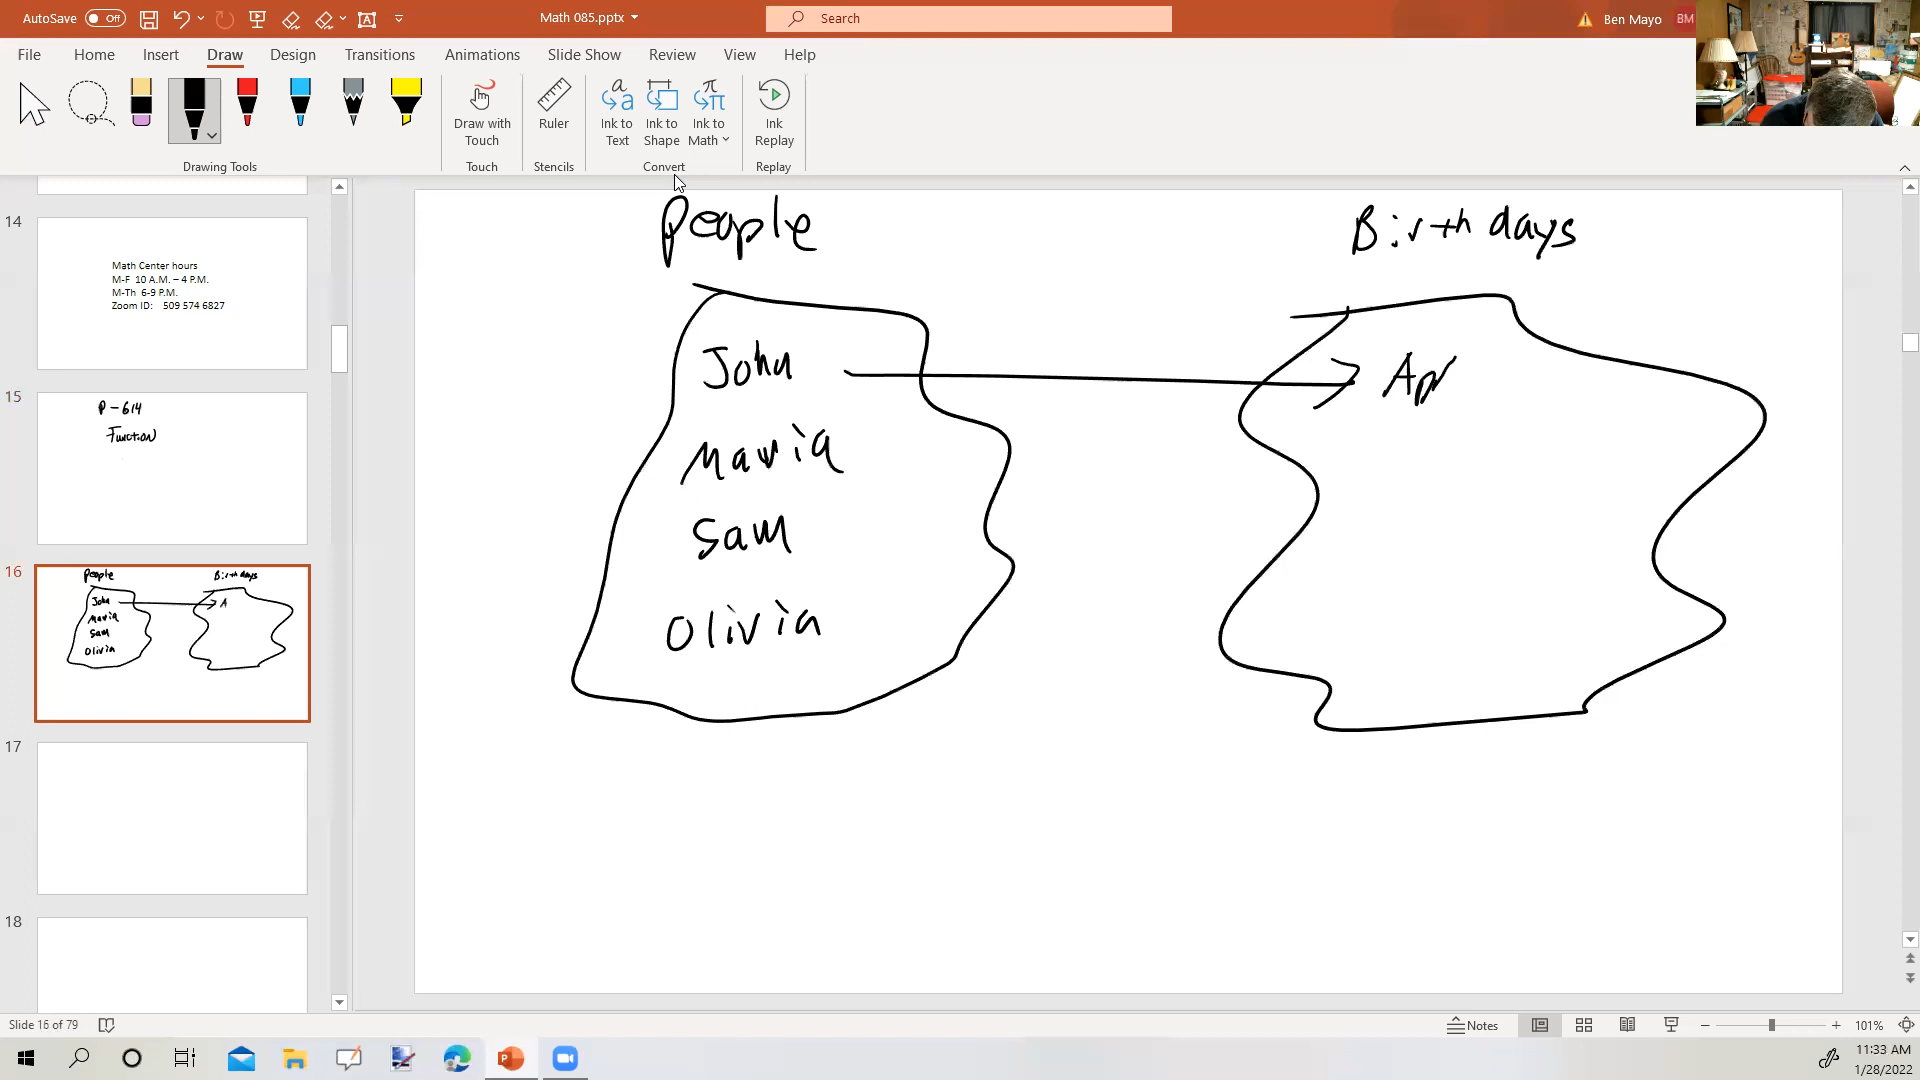 AutoSave Off Math 085.pptx Search Ben Mayo BM
File Home Insert Draw Design Transitions Animations Slide Show Review View Help
Draw with Touch
Ruler
Ink to Text
Ink to Shape
Ink to Math
Ink Replay
Drawing Tools Touch Stencils Convert Replay
14
Math Center hours
M-F 10 A.M. – 4 P.M.
M-Th 6-9 P.M.
Zoom ID: 509 574 6827
15
P - 614
Function
16
People Birthdays
John A
Maria
Sam
Olivia
17
18
People Birthdays
John Apr
Maria
Sam
Olivia
Slide 16 of 79 Notes 101%
11:33 AM
1/28/2022